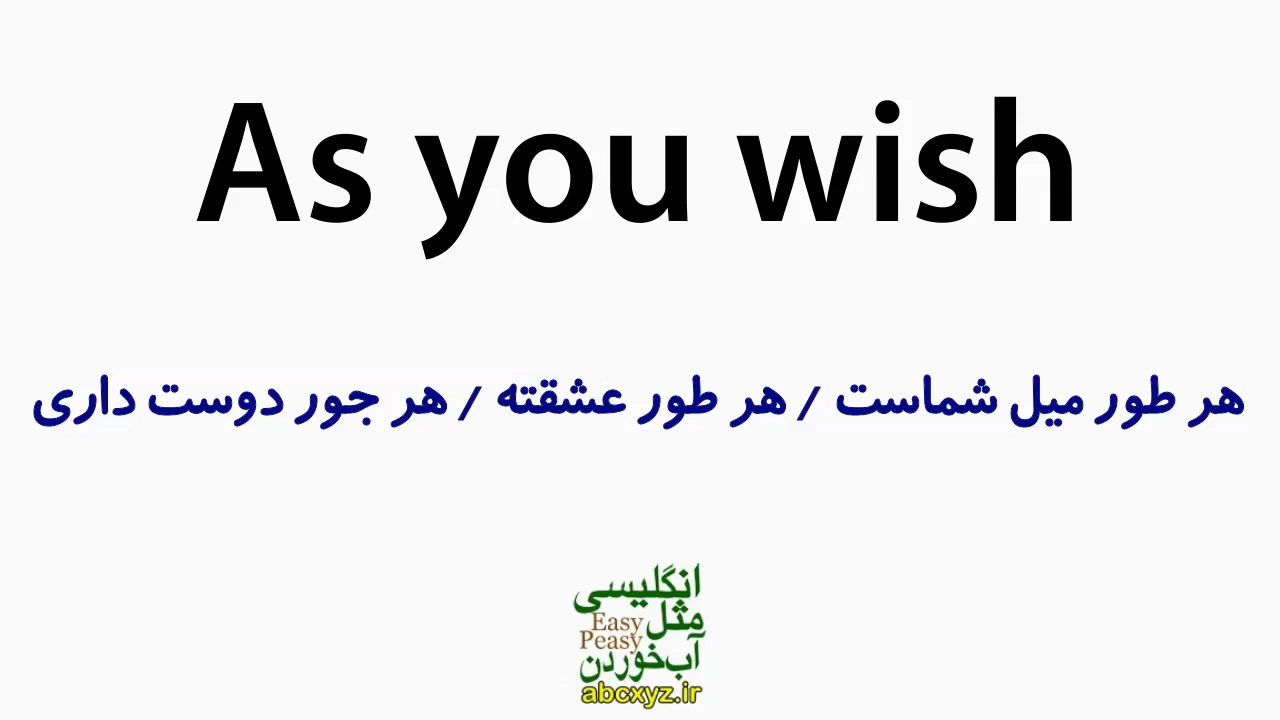 As you wish
هر طور میل شماست / هر طور عشقته / هر جور دوست داری
انگلیسی
مثل
Easy
Peasy
آب‌خوردن
abcxyz.ir